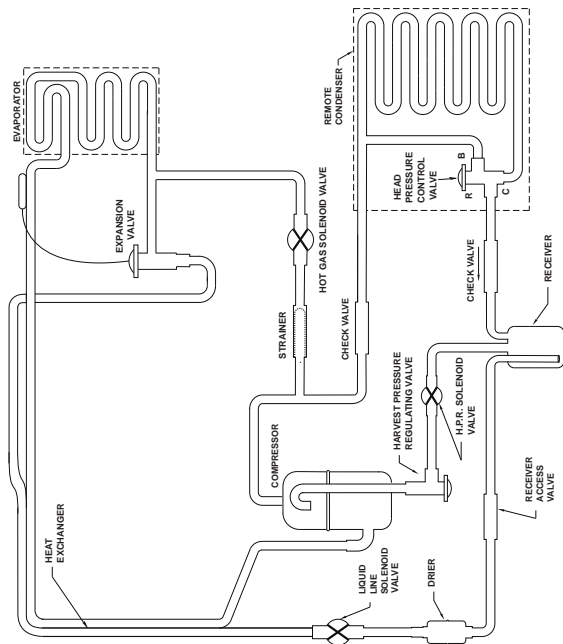 EVAPORATOR
EXPANSION
VALVE
HOT GAS SOLENOID VALVE
STRAINER
COMPRESSOR
HEAT
EXCHANGER
REMOTE
CONDENSER
HEAD
PRESSURE
CONTROL
VALVE
B
R
C
CHECK VALVE
CHECK VALVE
RECEIVER
HARVEST PRESSURE
REGULATING VALVE
H.P.R. SOLENOID
VALVE
LIQUID
LINE
SOLENOID
VALVE
DRIER
RECEIVER
ACCESS
VALVE